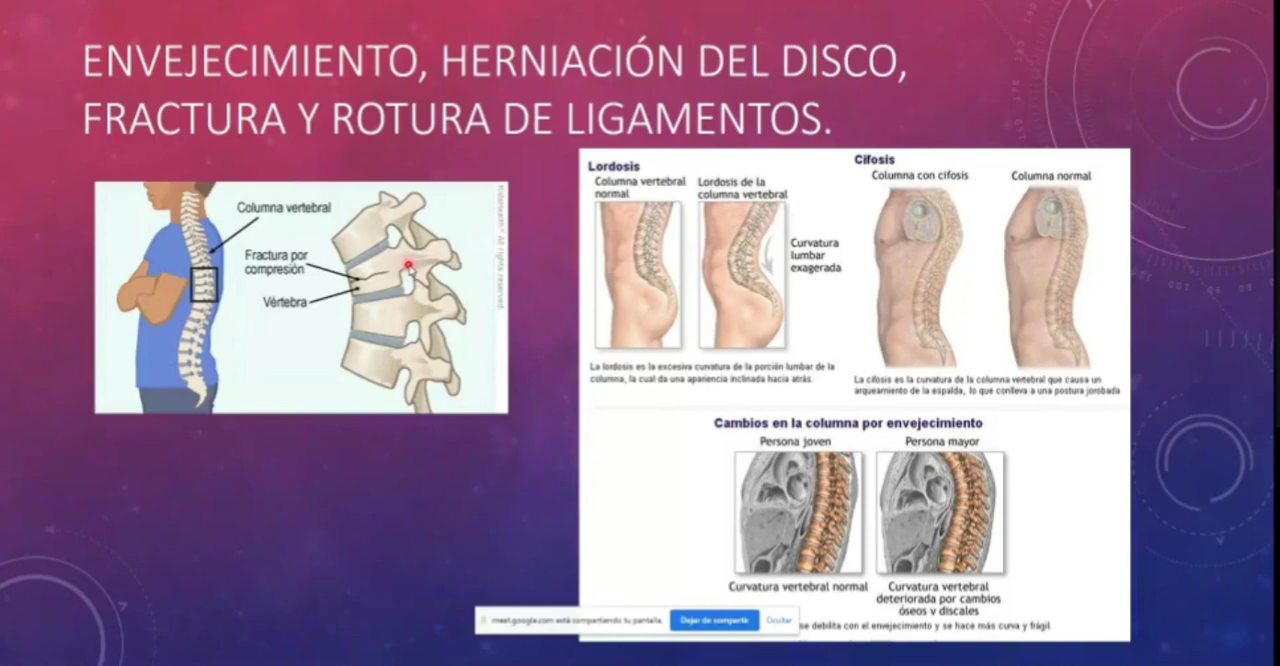 ENVEJECIMIENTO, HERNIACIÓN DEL DISCO,
FRACTURA Y ROTURA DE LIGAMENTOS.
Columna vertebral
Fractura por
compresión
Vértebra
All rights reserved
Lordosis
Columna vertebral
normal
Lordosis de la
columna vertebral
Curvatura
lumbar
exagerada
La lordosis es la excesiva curvatura de la porción lumbar de la
columna, la cual da una apariencia inclinada hacia atrás.
Cifosis
Columna con cifosis
Columna normal
La cifosis es la curvatura de la columna vertebral que causa un
arqueamiento de la espalda, lo que conlleva a una postura jorobada
Cambios en la columna por envejecimiento
Persona joven
Persona mayor
Curvatura vertebral normal
Curvatura vertebral
deteriorada por cambios
óseos y discales
se debilita con el envejecimiento y se hace más curva y frágil
meet.google.com está compartiendo tu pantalla.
Dejar de compartir
Ocultar